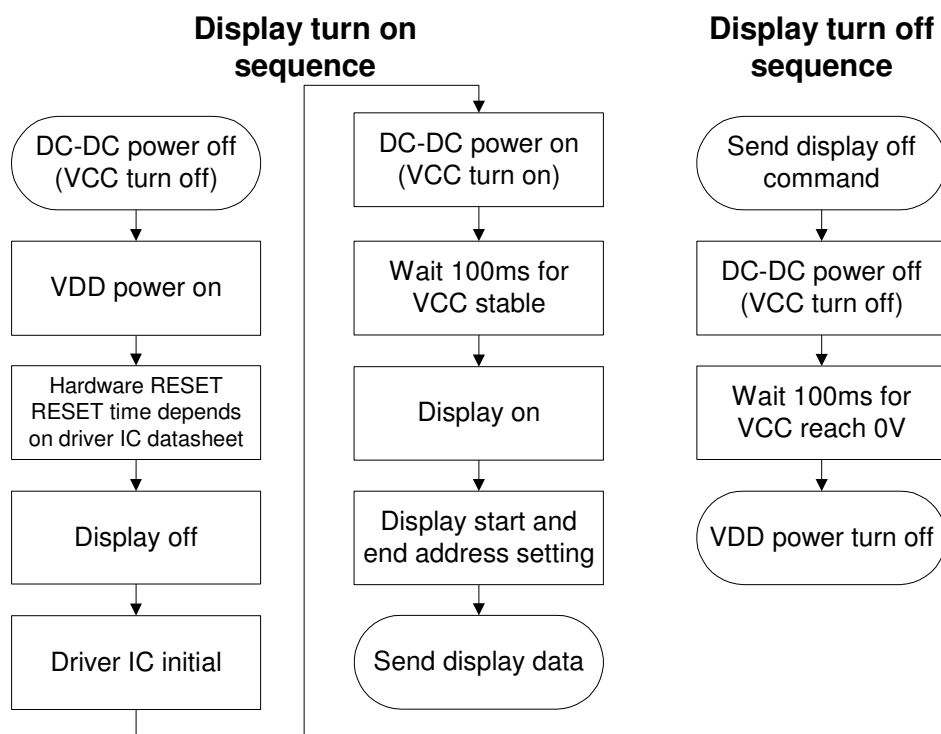 Display turn on
sequence
DC-DC power off
(VCC turn off)
VDD power on
Hardware RESET
RESET time depends
on driver IC datasheet
Display off
Driver IC initial
DC-DC power on
(VCC turn on)
Wait 100ms for
VCC stable
Display on
Display start and
end address setting
Send display data
Display turn off
sequence
Send display off
command
DC-DC power off
(VCC turn off)
Wait 100ms for
VCC reach 0V
VDD power turn off